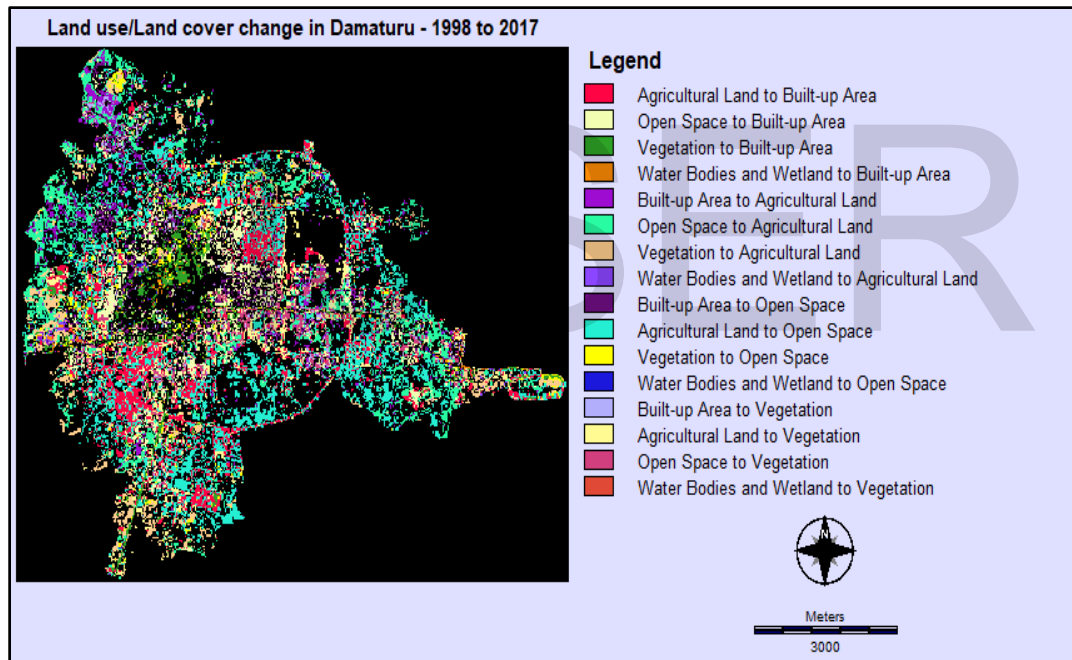 Land use/Land cover change in Damaturu - 1998 to 2017
Legend
Agricultural Land to Built-up Area
Open Space to Built-up Area
Vegetation to Built-up Area
Water Bodies and Wetland to Built-up Area
Built-up Area to Agricultural Land
Open Space to Agricultural Land
Vegetation to Agricultural Land
Water Bodies and Wetland to Agricultural Land
Built-up Area to Open Space
Agricultural Land to Open Space
Vegetation to Open Space
Water Bodies and Wetland to Open Space
Built-up Area to Vegetation
Agricultural Land to Vegetation
Open Space to Vegetation
Water Bodies and Wetland to Vegetation
SER
Meters
3000